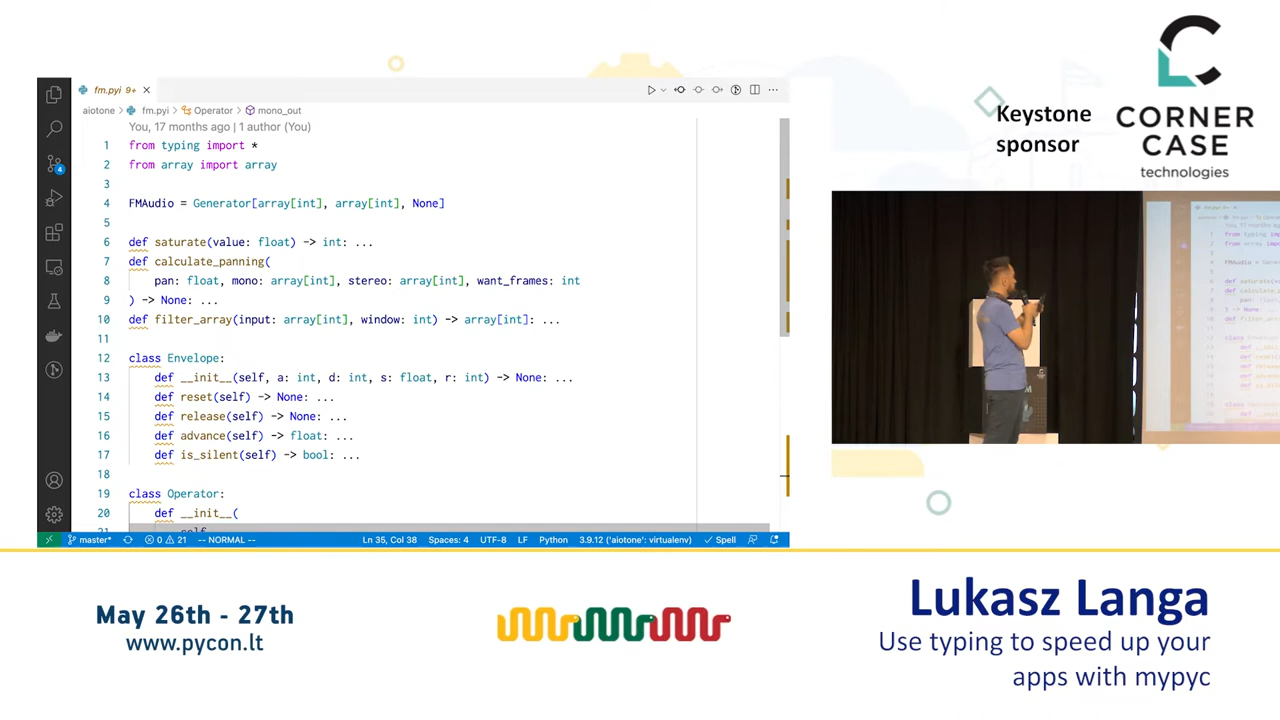 fm.pyi 9+
aiotone > fm.pyi > Operator > mono_out
You, 17 months ago | 1 author (You)
1 from typing import *
2 from array import array
3
4 FMAudio = Generator[array[int], array[int], None]
5
6 def saturate(value: float) -> int: ...
7 def calculate_panning(
8     pan: float, mono: array[int], stereo: array[int], want_frames: int
9 ) -> None: ...
10 def filter_array(input: array[int], window: int) -> array[int]: ...
11
12 class Envelope:
13     def __init__(self, a: int, d: int, s: float, r: int) -> None: ...
14     def reset(self) -> None: ...
15     def release(self) -> None: ...
16     def advance(self) -> float: ...
17     def is_silent(self) -> bool: ...
18
19 class Operator:
20     def __init__(
21         self
4
master* 0 21 -- NORMAL -- Ln 35, Col 38 Spaces: 4 UTF-8 LF Python 3.9.12 ('aiotone': virtualenv) Spell
Keystone
sponsor
CORNER
CASE
technologies
May 26th - 27th
www.pycon.lt
Lukasz Langa
Use typing to speed up your
apps with mypyc